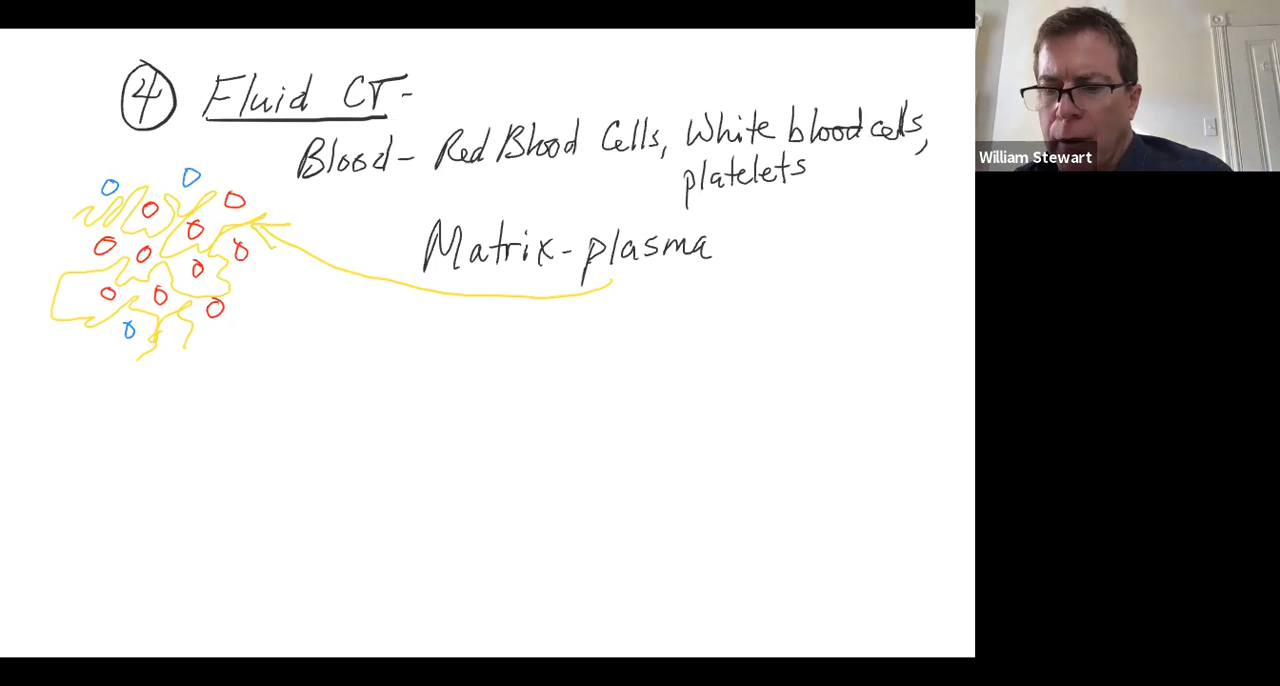 ④ Fluid CT-
Blood- Red Blood Cells, White blood cells,
platelets
Matrix-plasma
William Stewart